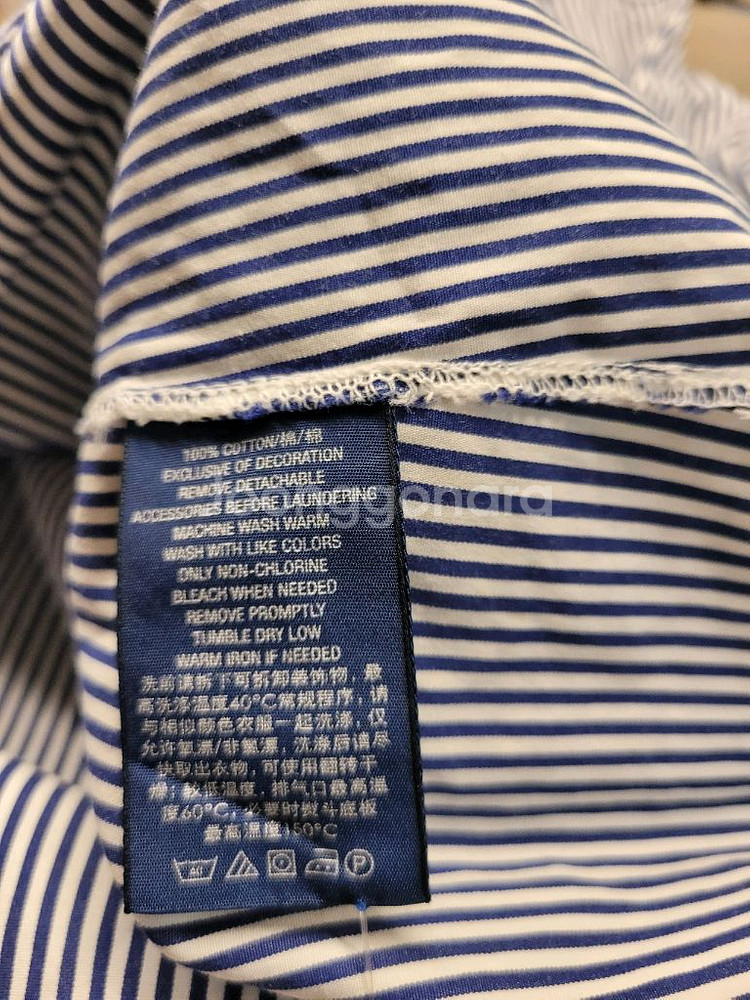 100% COTTON/棉/棉
EXCLUSIVE OF DECORATION
REMOVE DETACHABLE
ACCESSORIES BEFORE LAUNDERING
MACHINE WASH WARM
WASH WITH LIKE COLORS
ONLY NON-CHLORINE
BLEACH WHEN NEEDED
REMOVE PROMPTLY
TUMBLE DRY LOW
WARM IRON IF NEEDED
洗前请拆下可拆卸装饰物, 最
高洗涤温度40°C常规程序, 请
与相似颜色衣服一起洗涤, 仅
允许氧漂/非氯漂, 洗涤后请尽
快取出衣物, 可使用翻转干
燥, 较低温度, 排气口最高温
度60°C, 必要时熨斗底板
最高温度150°C
40
P
joonggonara